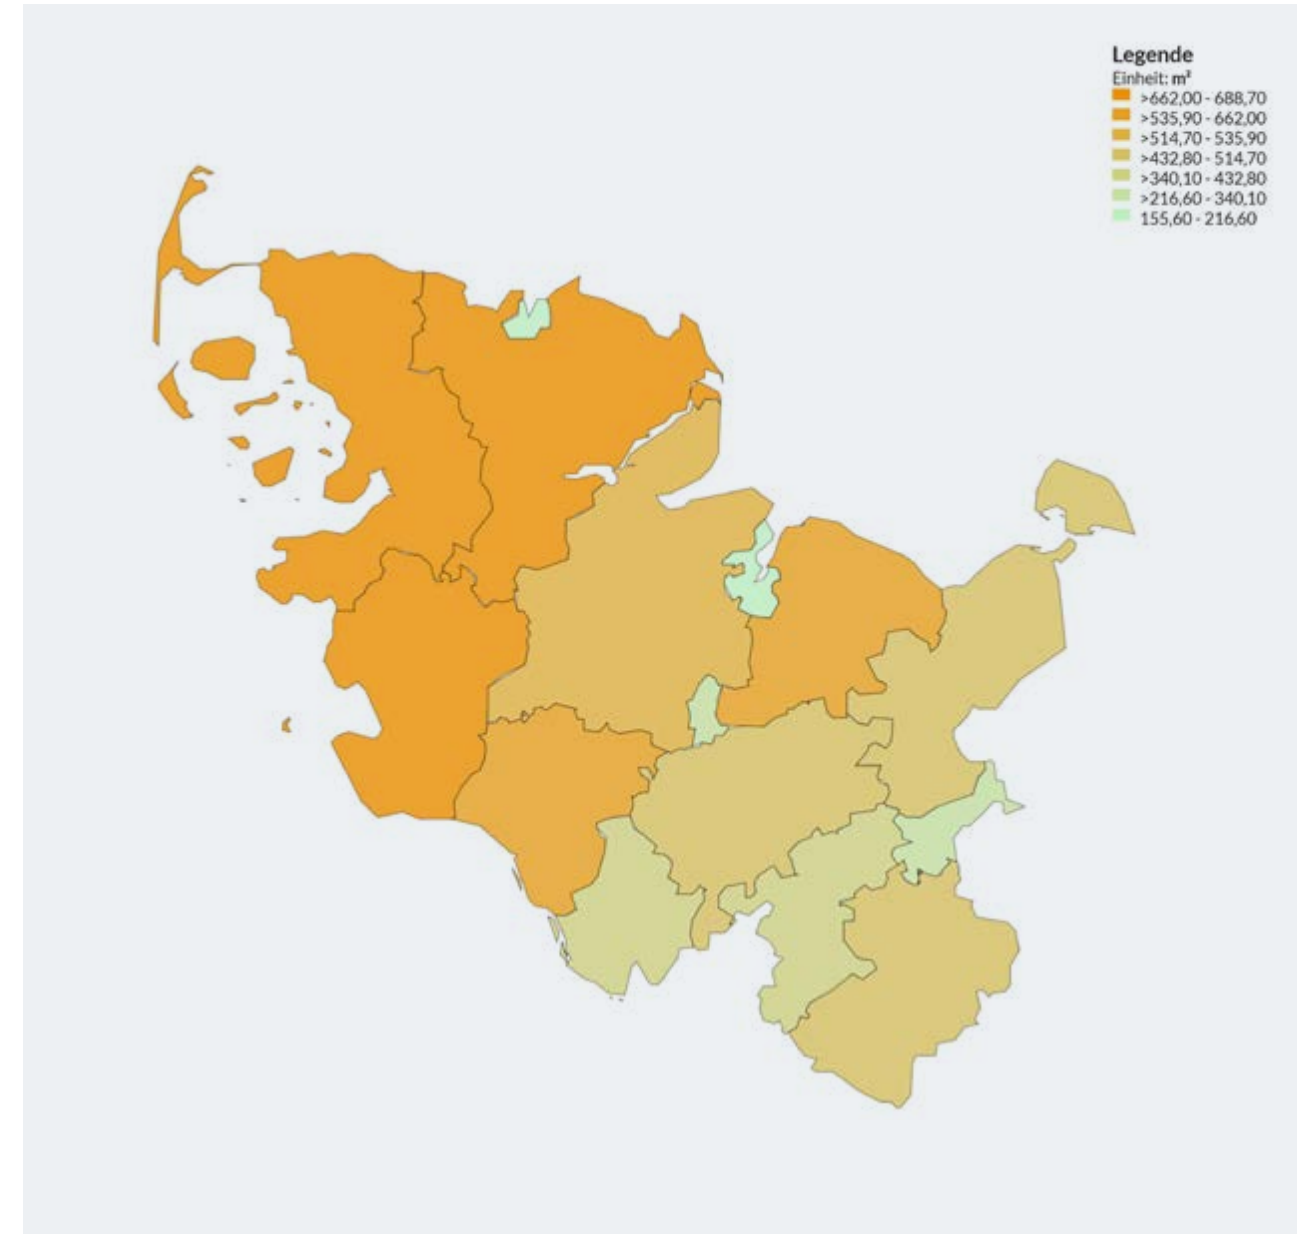 Legende
Einheit: m²
>662,00 - 688,70
>535,90 - 662,00
>514,70 - 535,90
>432,80 - 514,70
>340,10 - 432,80
>216,60 - 340,10
155,60 - 216,60